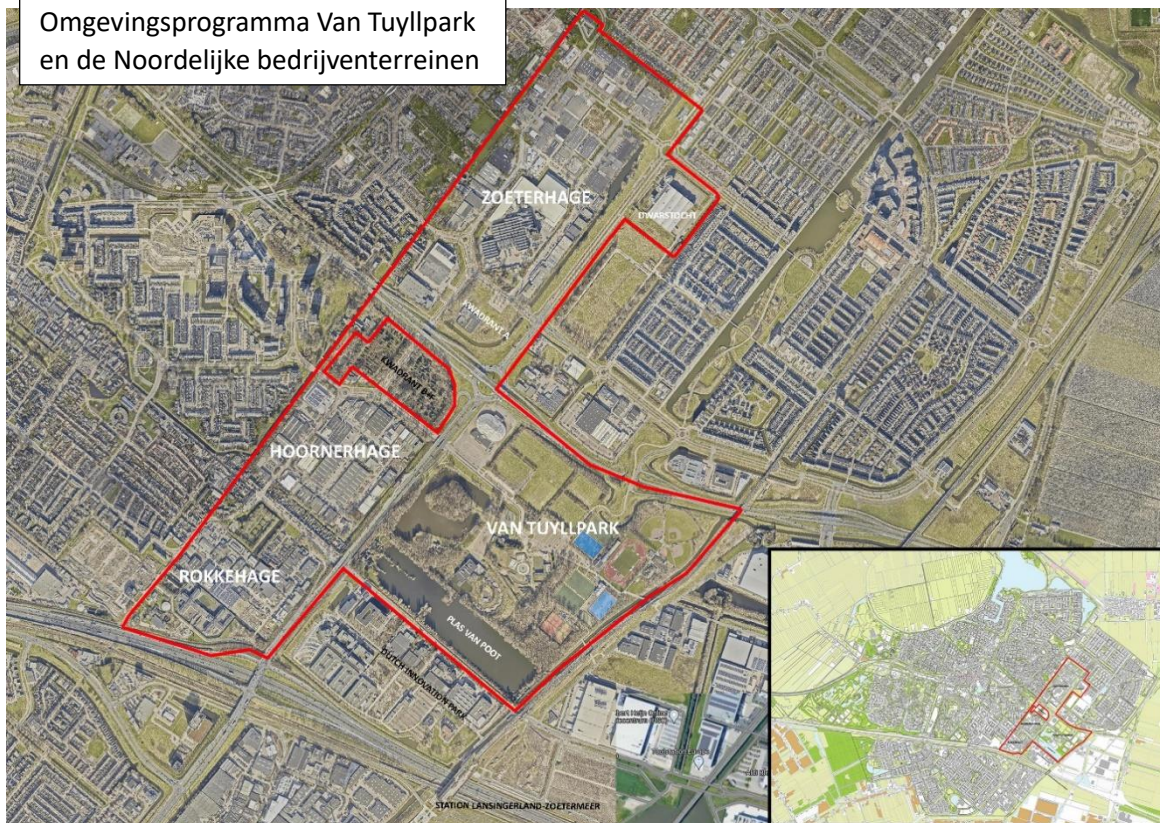 Omgevingsprogramma Van Tuyllpark
en de Noordelijke bedrijventerreinen
ZOETERHAGE
DWARSTOCHT
KWADRANT A
KWADRANT B+C
HOORNERHAGE
VAN TUYLLPARK
ROKKEHAGE
PLAS VAN POOT
DUTCH INNOVATION PARK
STATION LANSINGERLAND-ZOETERMEER